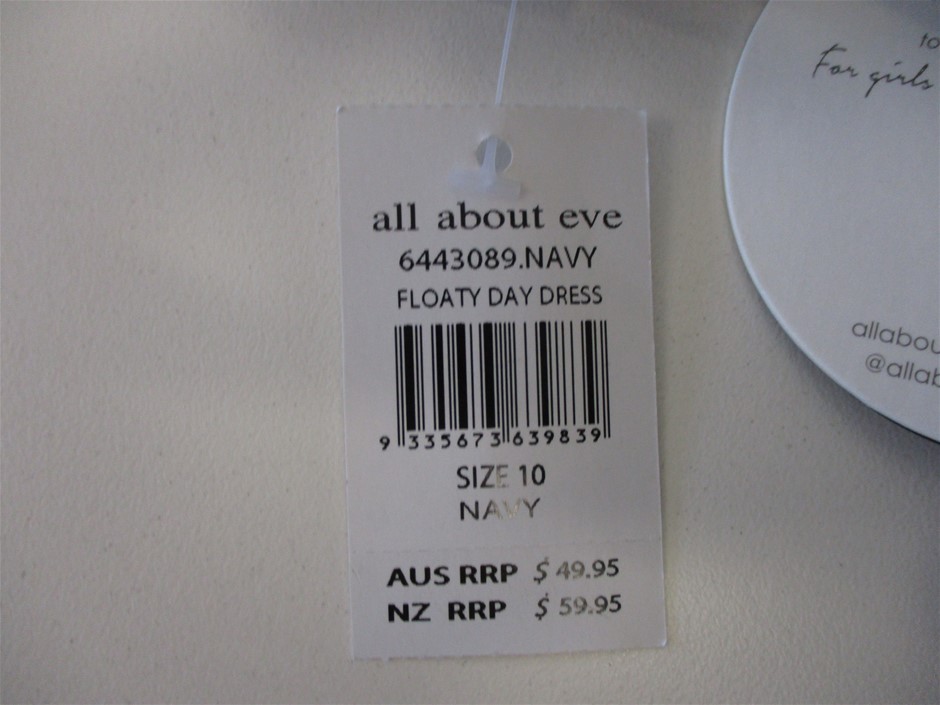 all about eve
6443089.NAVY
FLOATY DAY DRESS
9 335673 639839
SIZE 10
NAVY
AUS RRP $ 49.95
NZ RRP $ 59.95
to
For girls
allabou
@allab